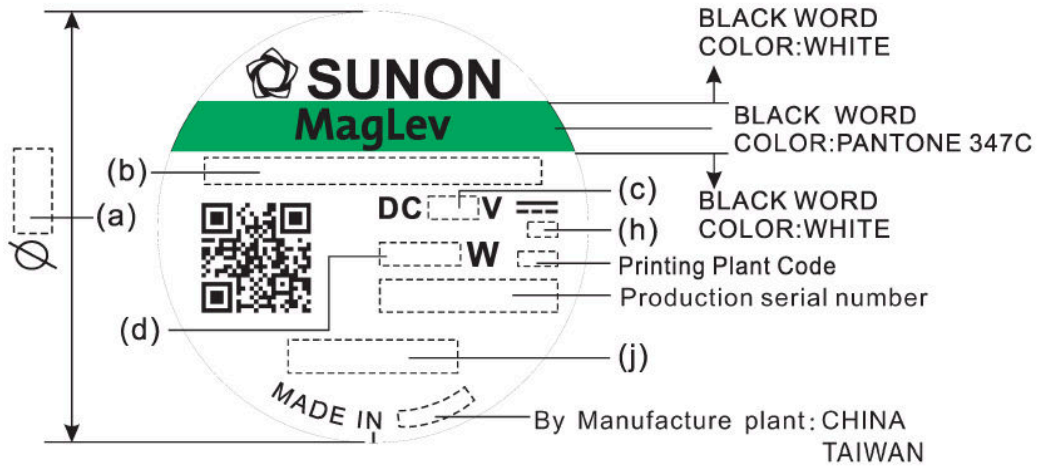 BLACK WORD
COLOR:WHITE
SUNON
MagLev
BLACK WORD
COLOR:PANTONE 347C
(b)
(c)
(a)
DC V
BLACK WORD
COLOR:WHITE
(h)
Ø
W
Printing Plant Code
Production serial number
(d)
(j)
MADE IN
By Manufacture plant: CHINA
TAIWAN